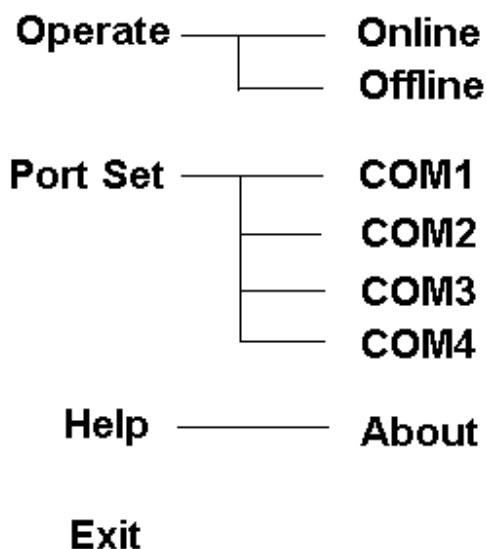 Operate Online
Offline
Port Set COM1
COM2
COM3
COM4
Help About
Exit